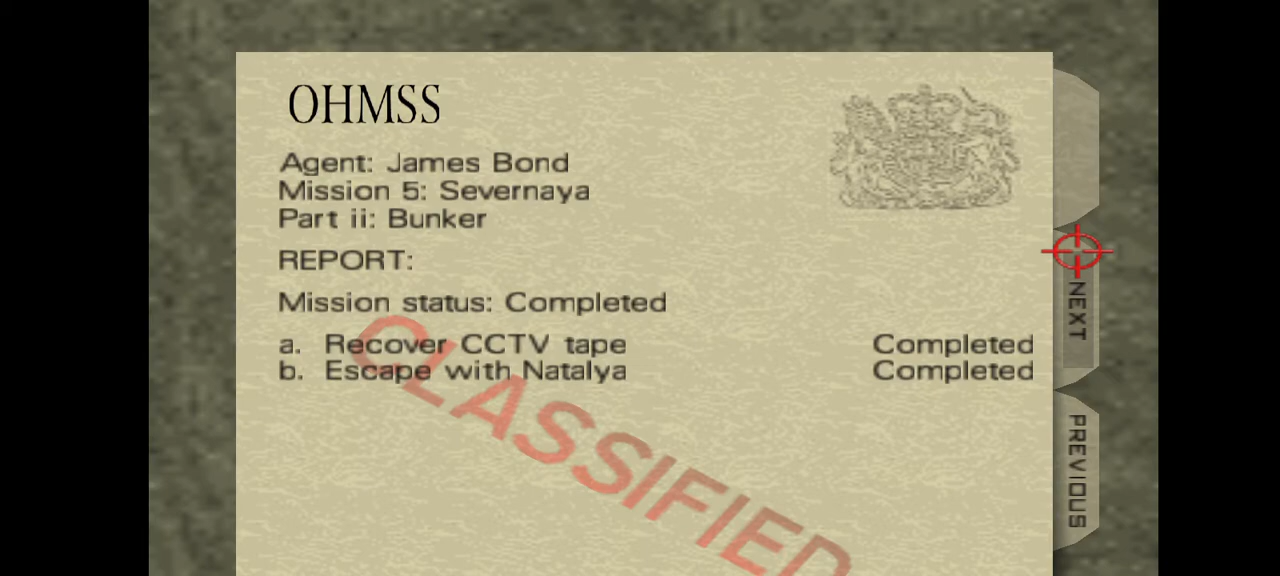 OHMSS
Agent: James Bond
Mission 5: Severnaya
Part ii: Bunker
REPORT:
Mission status: Completed
a. Recover CCTV tape Completed
b. Escape with Natalya Completed
CLASSIFIED
NEXT
PREVIOUS